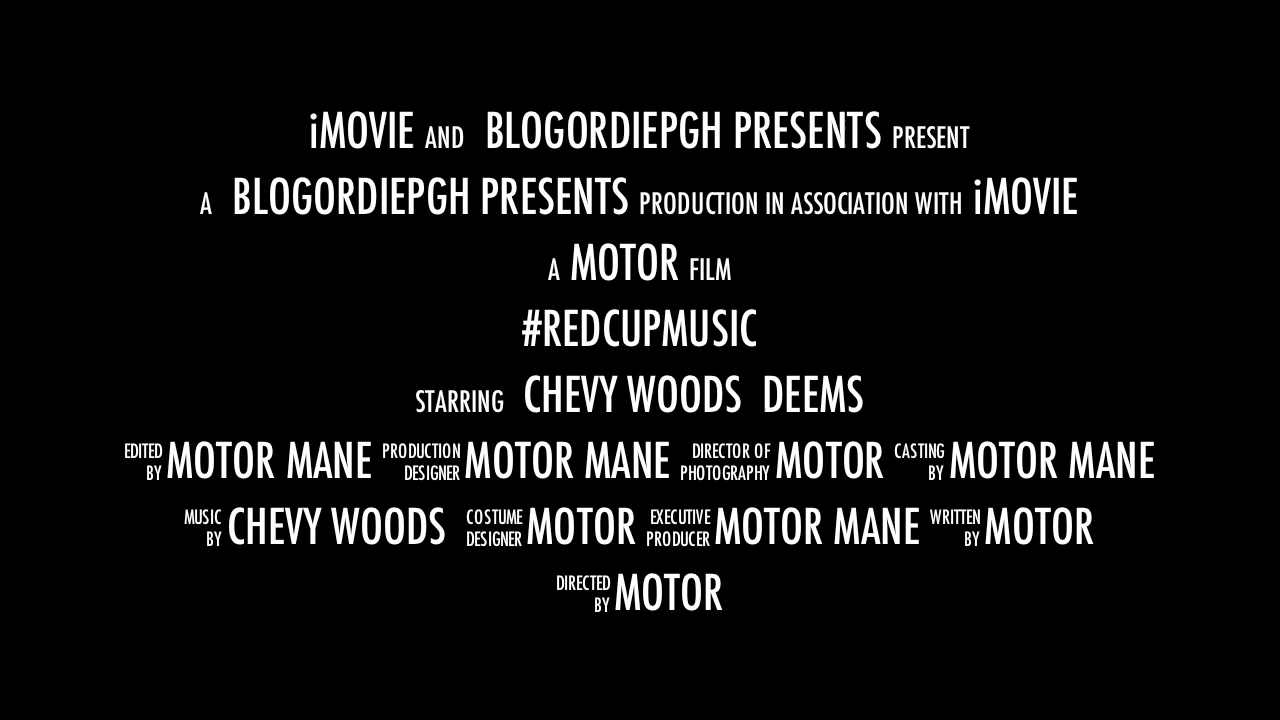 iMOVIE AND BLOGORDIEPGH PRESENTS PRESENT
A BLOGORDIEPGH PRESENTS PRODUCTION IN ASSOCIATION WITH iMOVIE
A MOTOR FILM
#REDCUPMUSIC
STARRING CHEVY WOODS DEEMS
EDITED BY MOTOR MANE PRODUCTION DESIGNER MOTOR MANE DIRECTOR OF PHOTOGRAPHY MOTOR CASTING BY MOTOR MANE
MUSIC BY CHEVY WOODS COSTUME DESIGNER MOTOR EXECUTIVE PRODUCER MOTOR MANE WRITTEN BY MOTOR
DIRECTED BY MOTOR